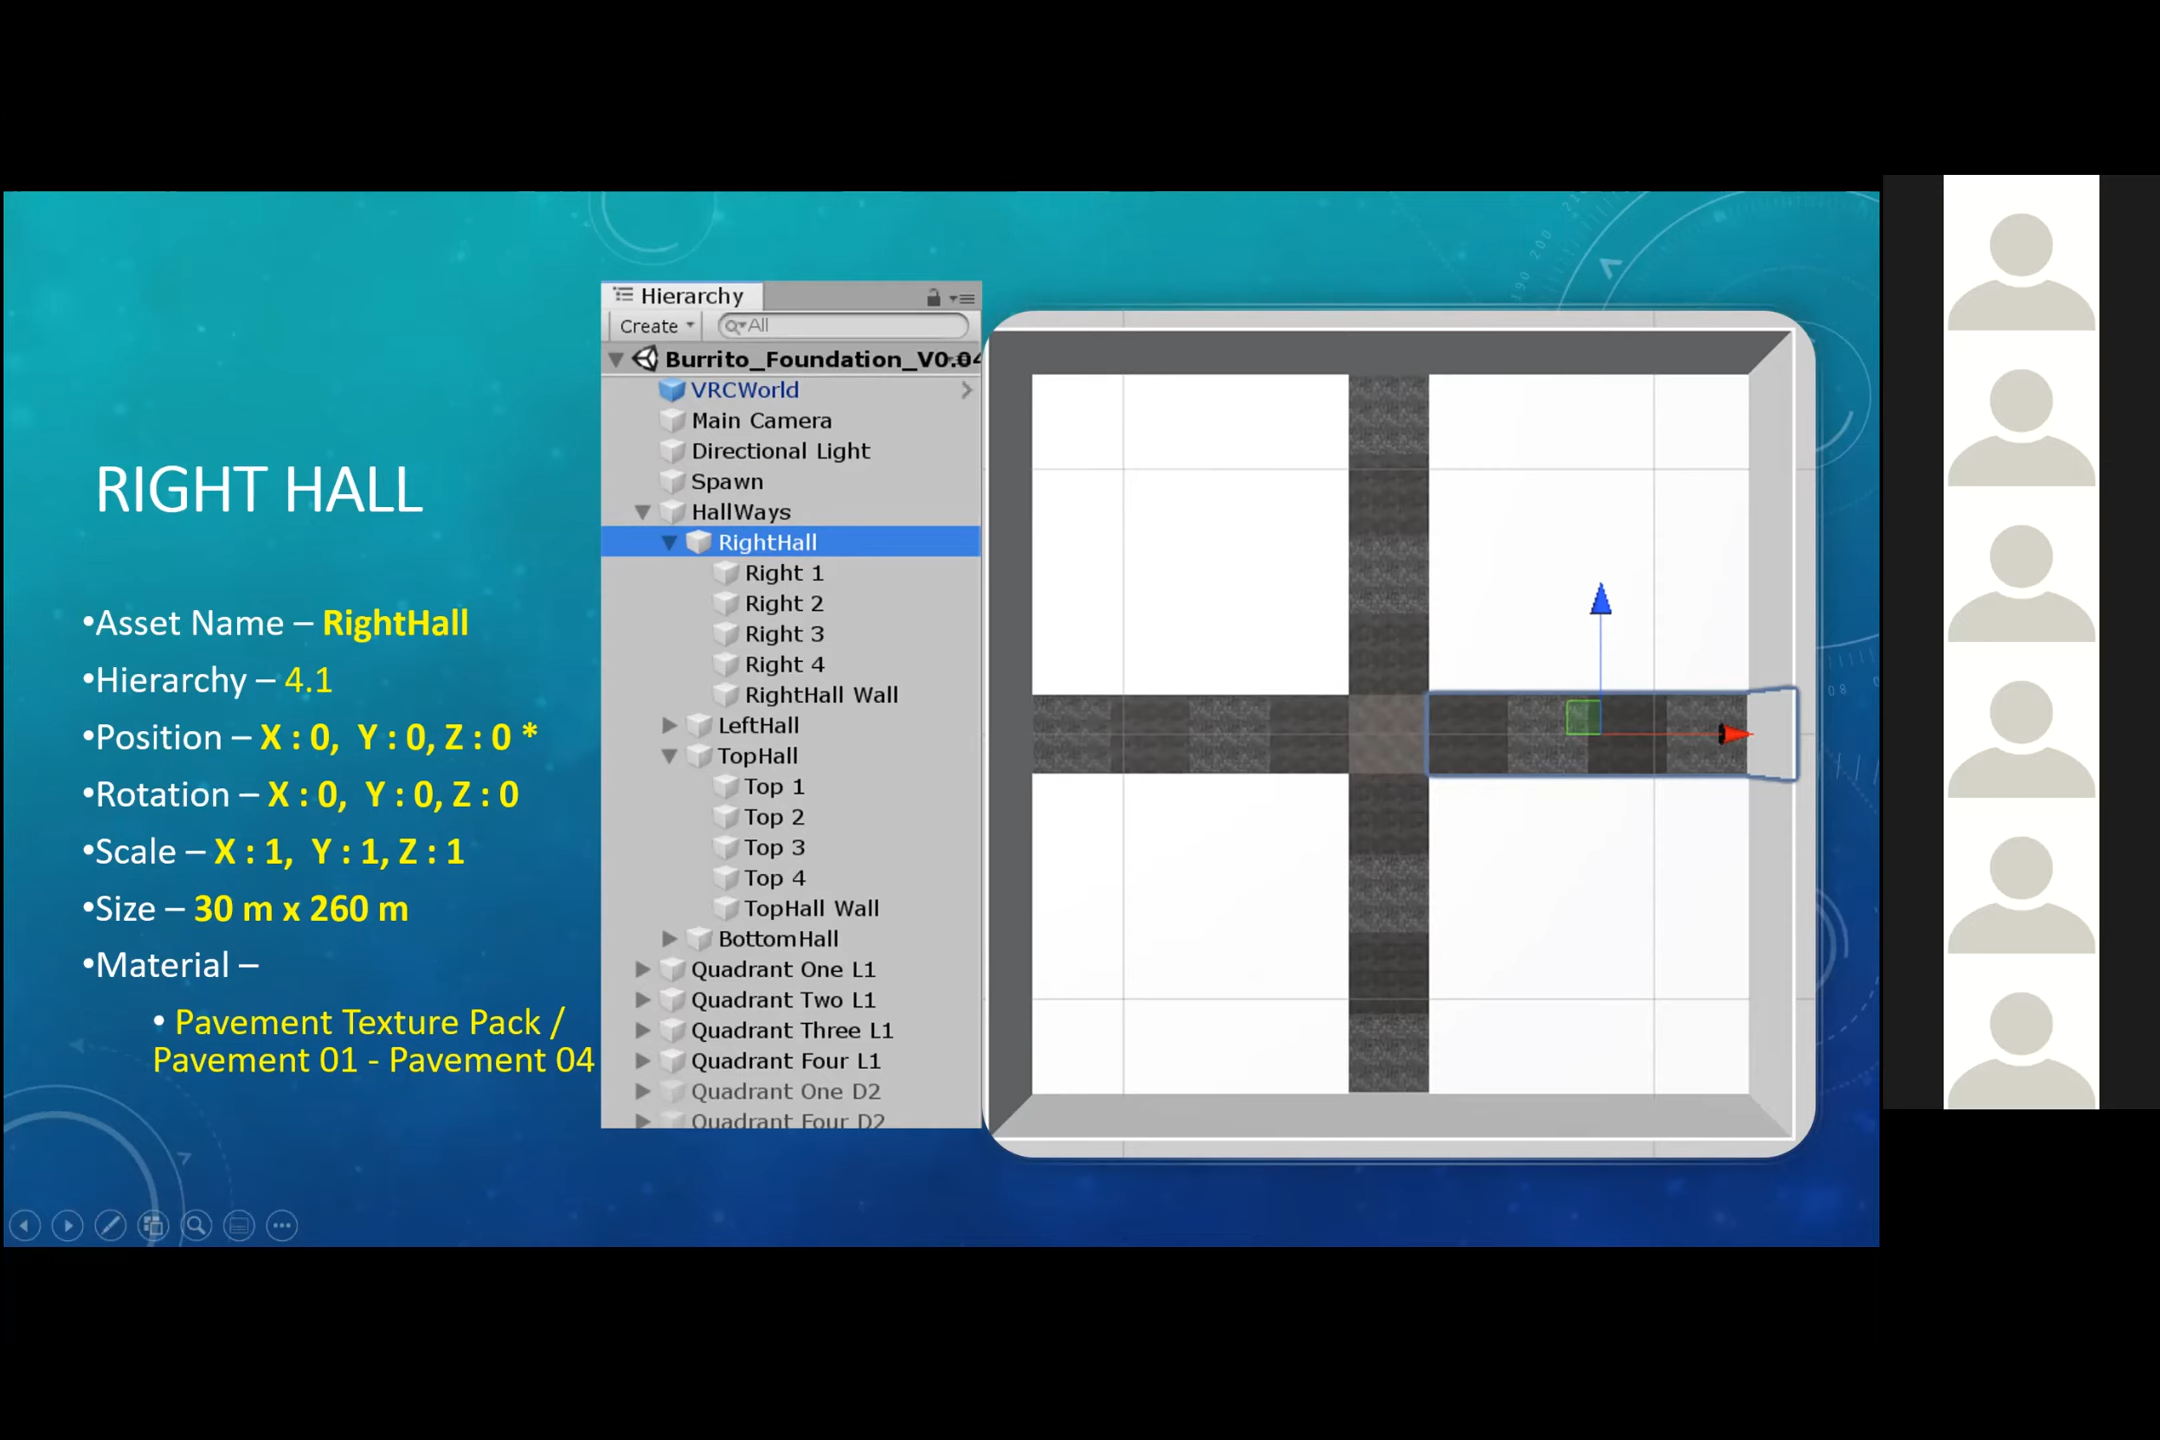 RIGHT HALL
•Asset Name – RightHall
•Hierarchy – 4.1
•Position – X : 0, Y : 0, Z : 0 *
•Rotation – X : 0, Y : 0, Z : 0
•Scale – X : 1, Y : 1, Z : 1
•Size – 30 m x 260 m
•Material –
• Pavement Texture Pack /
Pavement 01 - Pavement 04
Hierarchy
Create
All
Burrito_Foundation_V0.04
VRCWorld
Main Camera
Directional Light
Spawn
HallWays
RightHall
Right 1
Right 2
Right 3
Right 4
RightHall Wall
LeftHall
TopHall
Top 1
Top 2
Top 3
Top 4
TopHall Wall
BottomHall
Quadrant One L1
Quadrant Two L1
Quadrant Three L1
Quadrant Four L1
Quadrant One D2
Quadrant Four D2
190 200